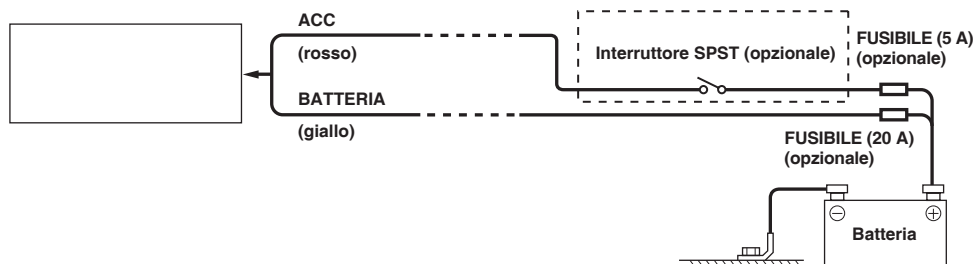 ACC
(rosso)
Interruttore SPST (opzionale)
FUSIBILE (5 A)
(opzionale)
BATTERIA
(giallo)
FUSIBILE (20 A)
(opzionale)
Batteria